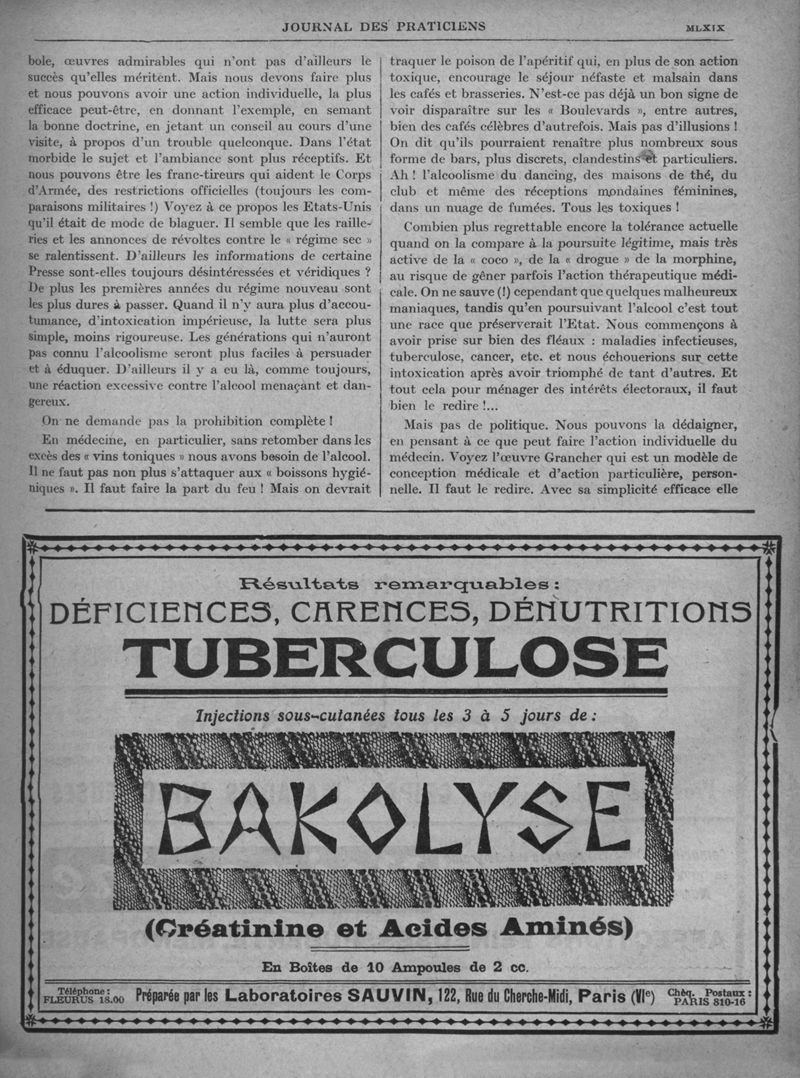 JOURNAL DES PRATICIENS
MLXIX
bole, œuvres admirables qui n'ont pas d'ailleurs le
succès qu'elles méritent. Mais nous devons faire plus
et nous pouvons avoir une action individuelle, la plus
efficace peut-être, en donnant l'exemple, en semant
la bonne doctrine, en jetant un conseil au cours d'une
visite, à propos d'un trouble quelconque. Dans l'état
morbide le sujet et l'ambiance sont plus réceptifs. Et
nous pouvons être les franc-tireurs qui aident le Corps
d'Armée, des restrictions officielles (toujours les com-
paraisons militaires !) Voyez à ce propos les Etats-Unis
qu'il était de mode de blaguer. Il semble que les raille-
ries et les annonces de révoltes contre le « régime sec »
se ralentissent. D'ailleurs les informations de certaine
Presse sont-elles toujours désintéressées et véridiques ?
De plus les premières années du régime nouveau sont
les plus dures à passer. Quand il n'y aura plus d'accou-
tumance, d'intoxication impérieuse, la lutte sera plus
simple, moins rigoureuse. Les générations qui n'auront
pas connu l'alcoolisme seront plus faciles à persuader
et à éduquer. D'ailleurs il y a eu là, comme toujours,
une réaction excessive contre l'alcool menaçant et dan-
gereux.
On ne demande pas la prohibition complète !
En médecine, en particulier, sans retomber dans les
excès des « vins toniques » nous avons besoin de l'alcool.
Il ne faut pas non plus s'attaquer aux « boissons hygié-
niques ». Il faut faire la part du feu ! Mais on devrait
traquer le poison de l'apéritif qui, en plus de son action
toxique, encourage le séjour néfaste et malsain dans
les cafés et brasseries. N'est-ce pas déjà un bon signe de
voir disparaître sur les « Boulevards », entre autres,
bien des cafés célèbres d'autrefois. Mais pas d'illusions !
On dit qu'ils pourraient renaître plus nombreux sous
forme de bars, plus discrets, clandestins et particuliers.
Ah ! l'alcoolisme du dancing, des maisons de thé, du
club et même des réceptions mondaines féminines,
dans un nuage de fumées. Tous les toxiques !
Combien plus regrettable encore la tolérance actuelle
quand on la compare à la poursuite légitime, mais très
active de la « coco », de la « drogue » de la morphine,
au risque de gêner parfois l'action thérapeutique médi-
cale. On ne sauve (!) cependant que quelques malheureux
maniaques, tandis qu'en poursuivant l'alcool c'est tout
une race que préserverait l'Etat. Nous commençons à
avoir prise sur bien des fléaux : maladies infectieuses,
tuberculose, cancer, etc. et nous échouerions sur cette
intoxication après avoir triomphé de tant d'autres. Et
tout cela pour ménager des intérêts électoraux, il faut
bien le redire !...
Mais pas de politique. Nous pouvons la dédaigner,
en pensant à ce que peut faire l'action individuelle du
médecin. Voyez l'œuvre Grancher qui est un modèle de
conception médicale et d'action particulière, person-
nelle. Il faut le redire. Avec sa simplicité efficace elle
Résultats remarquables :
DÉFICIENCES, CARENCES, DÉNUTRITIONS
TUBERCULOSE
Injections sous-cutanées tous les 3 à 5 jours de :
BAKOLYSE
(Créatinine et Acides Aminés)
En Boîtes de 10 Ampoules de 2 cc.
Téléphone :
FLEURUS 18.00
Préparée par les Laboratoires SAUVIN, 122, Rue du Cherche-Midi, Paris (VIe)
Chèq. Postaux :
PARIS 810-16